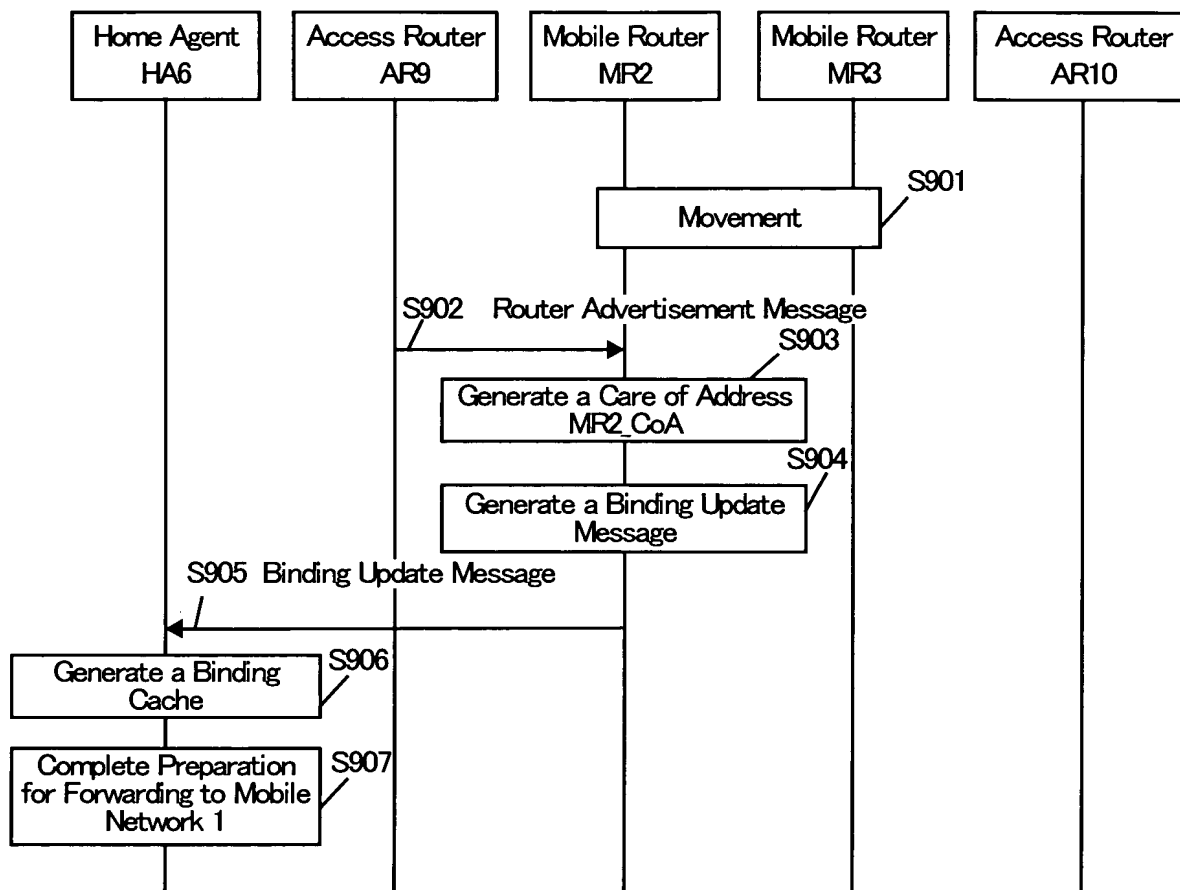 Home Agent
HA6
Access Router
AR9
Mobile Router
MR2
Mobile Router
MR3
Access Router
AR10
S901
Movement
S902 Router Advertisement Message
S903
Generate a Care of Address
MR2_CoA
S904
Generate a Binding Update
Message
S905 Binding Update Message
S906
Generate a Binding
Cache
S907
Complete Preparation
for Forwarding to Mobile
Network 1